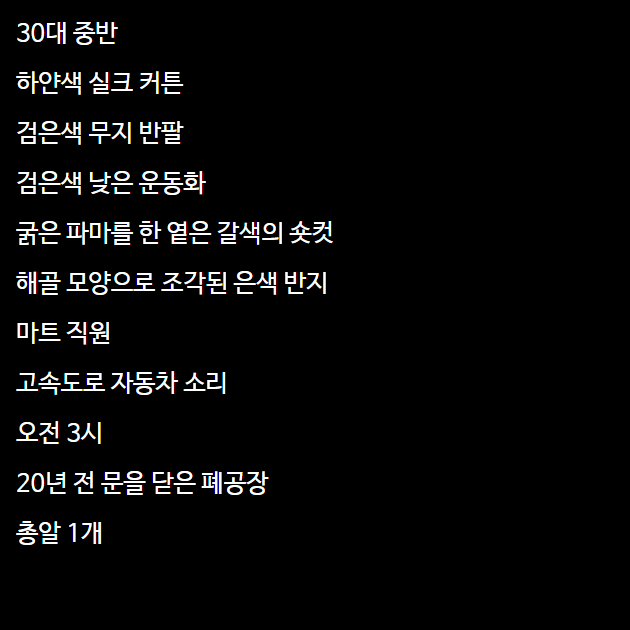 30대 중반
하얀색 실크 커튼
검은색 무지 반팔
검은색 낮은 운동화
굵은 파마를 한 옅은 갈색의 숏컷
해골 모양으로 조각된 은색 반지
마트 직원
고속도로 자동차 소리
오전 3시
20년 전 문을 닫은 폐공장
총알 1개